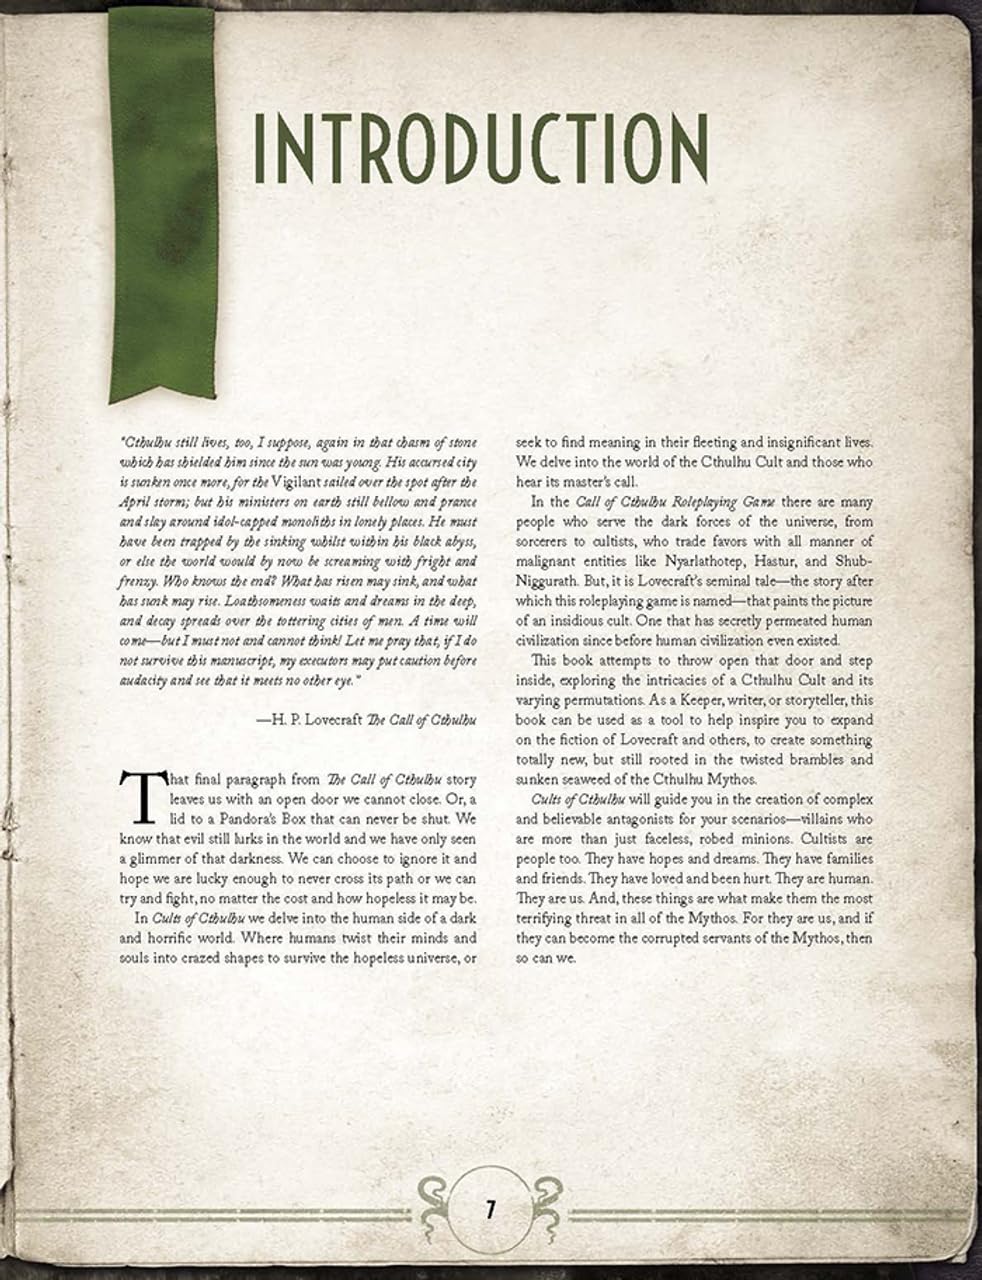 INTRODUCTION
"Cthulhu still lives, too, I suppose, again in that chasm of stone
which has shielded him since the sun was young. His accursed city
is sunken once more, for the Vigilant sailed over the spot after the
April storm; but his ministers on earth still bellow and prance
and slay around idol-capped monoliths in lonely places. He must
have been trapped by the sinking whilst within his black abyss,
or else the world would by now be screaming with fright and
frenzy. Who knows the end? What has risen may sink, and what
has sunk may rise. Loathsomeness waits and dreams in the deep,
and decay spreads over the tottering cities of men. A time will
come—but I must not and cannot think! Let me pray that, if I do
not survive this manuscript, my executors may put caution before
audacity and see that it meets no other eye."
—H. P. Lovecraft The Call of Cthulhu
That final paragraph from The Call of Cthulhu story
leaves us with an open door we cannot close. Or, a
lid to a Pandora's Box that can never be shut. We
know that evil still lurks in the world and we have only seen
a glimmer of that darkness. We can choose to ignore it and
hope we are lucky enough to never cross its path or we can
try and fight, no matter the cost and how hopeless it may be.
In Cults of Cthulhu we delve into the human side of a dark
and horrific world. Where humans twist their minds and
souls into crazed shapes to survive the hopeless universe, or
seek to find meaning in their fleeting and insignificant lives.
We delve into the world of the Cthulhu Cult and those who
hear its master's call.
In the Call of Cthulhu Roleplaying Game there are many
people who serve the dark forces of the universe, from
sorcerers to cultists, who trade favors with all manner of
malignant entities like Nyarlathotep, Hastur, and Shub-
Niggurath. But, it is Lovecraft's seminal tale—the story after
which this roleplaying game is named—that paints the picture
of an insidious cult. One that has secretly permeated human
civilization since before human civilization even existed.
This book attempts to throw open that door and step
inside, exploring the intricacies of a Cthulhu Cult and its
varying permutations. As a Keeper, writer, or storyteller, this
book can be used as a tool to help inspire you to expand
on the fiction of Lovecraft and others, to create something
totally new, but still rooted in the twisted brambles and
sunken seaweed of the Cthulhu Mythos.
Cults of Cthulhu will guide you in the creation of complex
and believable antagonists for your scenarios—villains who
are more than just faceless, robed minions. Cultists are
people too. They have hopes and dreams. They have families
and friends. They have loved and been hurt. They are human.
They are us. And, these things are what make them the most
terrifying threat in all of the Mythos. For they are us, and if
they can become the corrupted servants of the Mythos, then
so can we.
7